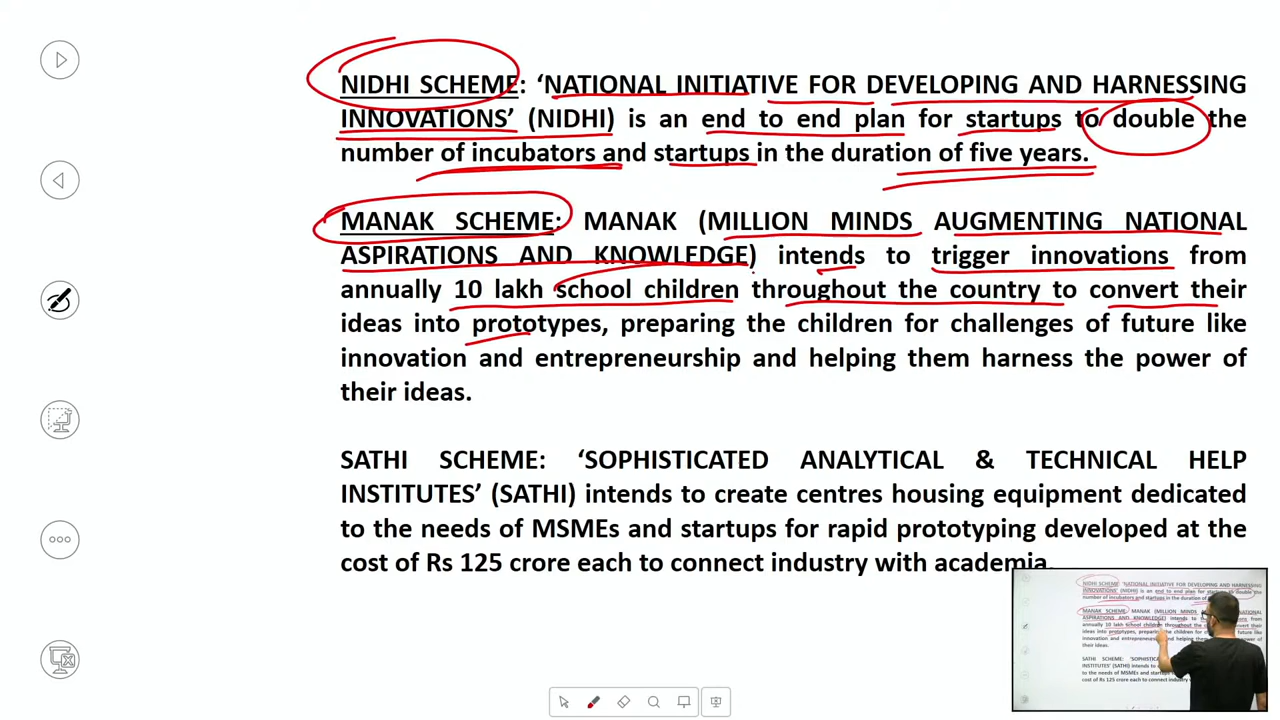 NIDHI SCHEME: ‘NATIONAL INITIATIVE FOR DEVELOPING AND HARNESSING
INNOVATIONS’ (NIDHI) is an end to end plan for startups to double the
number of incubators and startups in the duration of five years.
MANAK SCHEME: MANAK (MILLION MINDS AUGMENTING NATIONAL
ASPIRATIONS AND KNOWLEDGE) intends to trigger innovations from
annually 10 lakh school children throughout the country to convert their
ideas into prototypes, preparing the children for challenges of future like
innovation and entrepreneurship and helping them harness the power of
their ideas.
SATHI SCHEME: ‘SOPHISTICATED ANALYTICAL & TECHNICAL HELP
INSTITUTES’ (SATHI) intends to create centres housing equipment dedicated
to the needs of MSMEs and startups for rapid prototyping developed at the
cost of Rs 125 crore each to connect industry with academia.